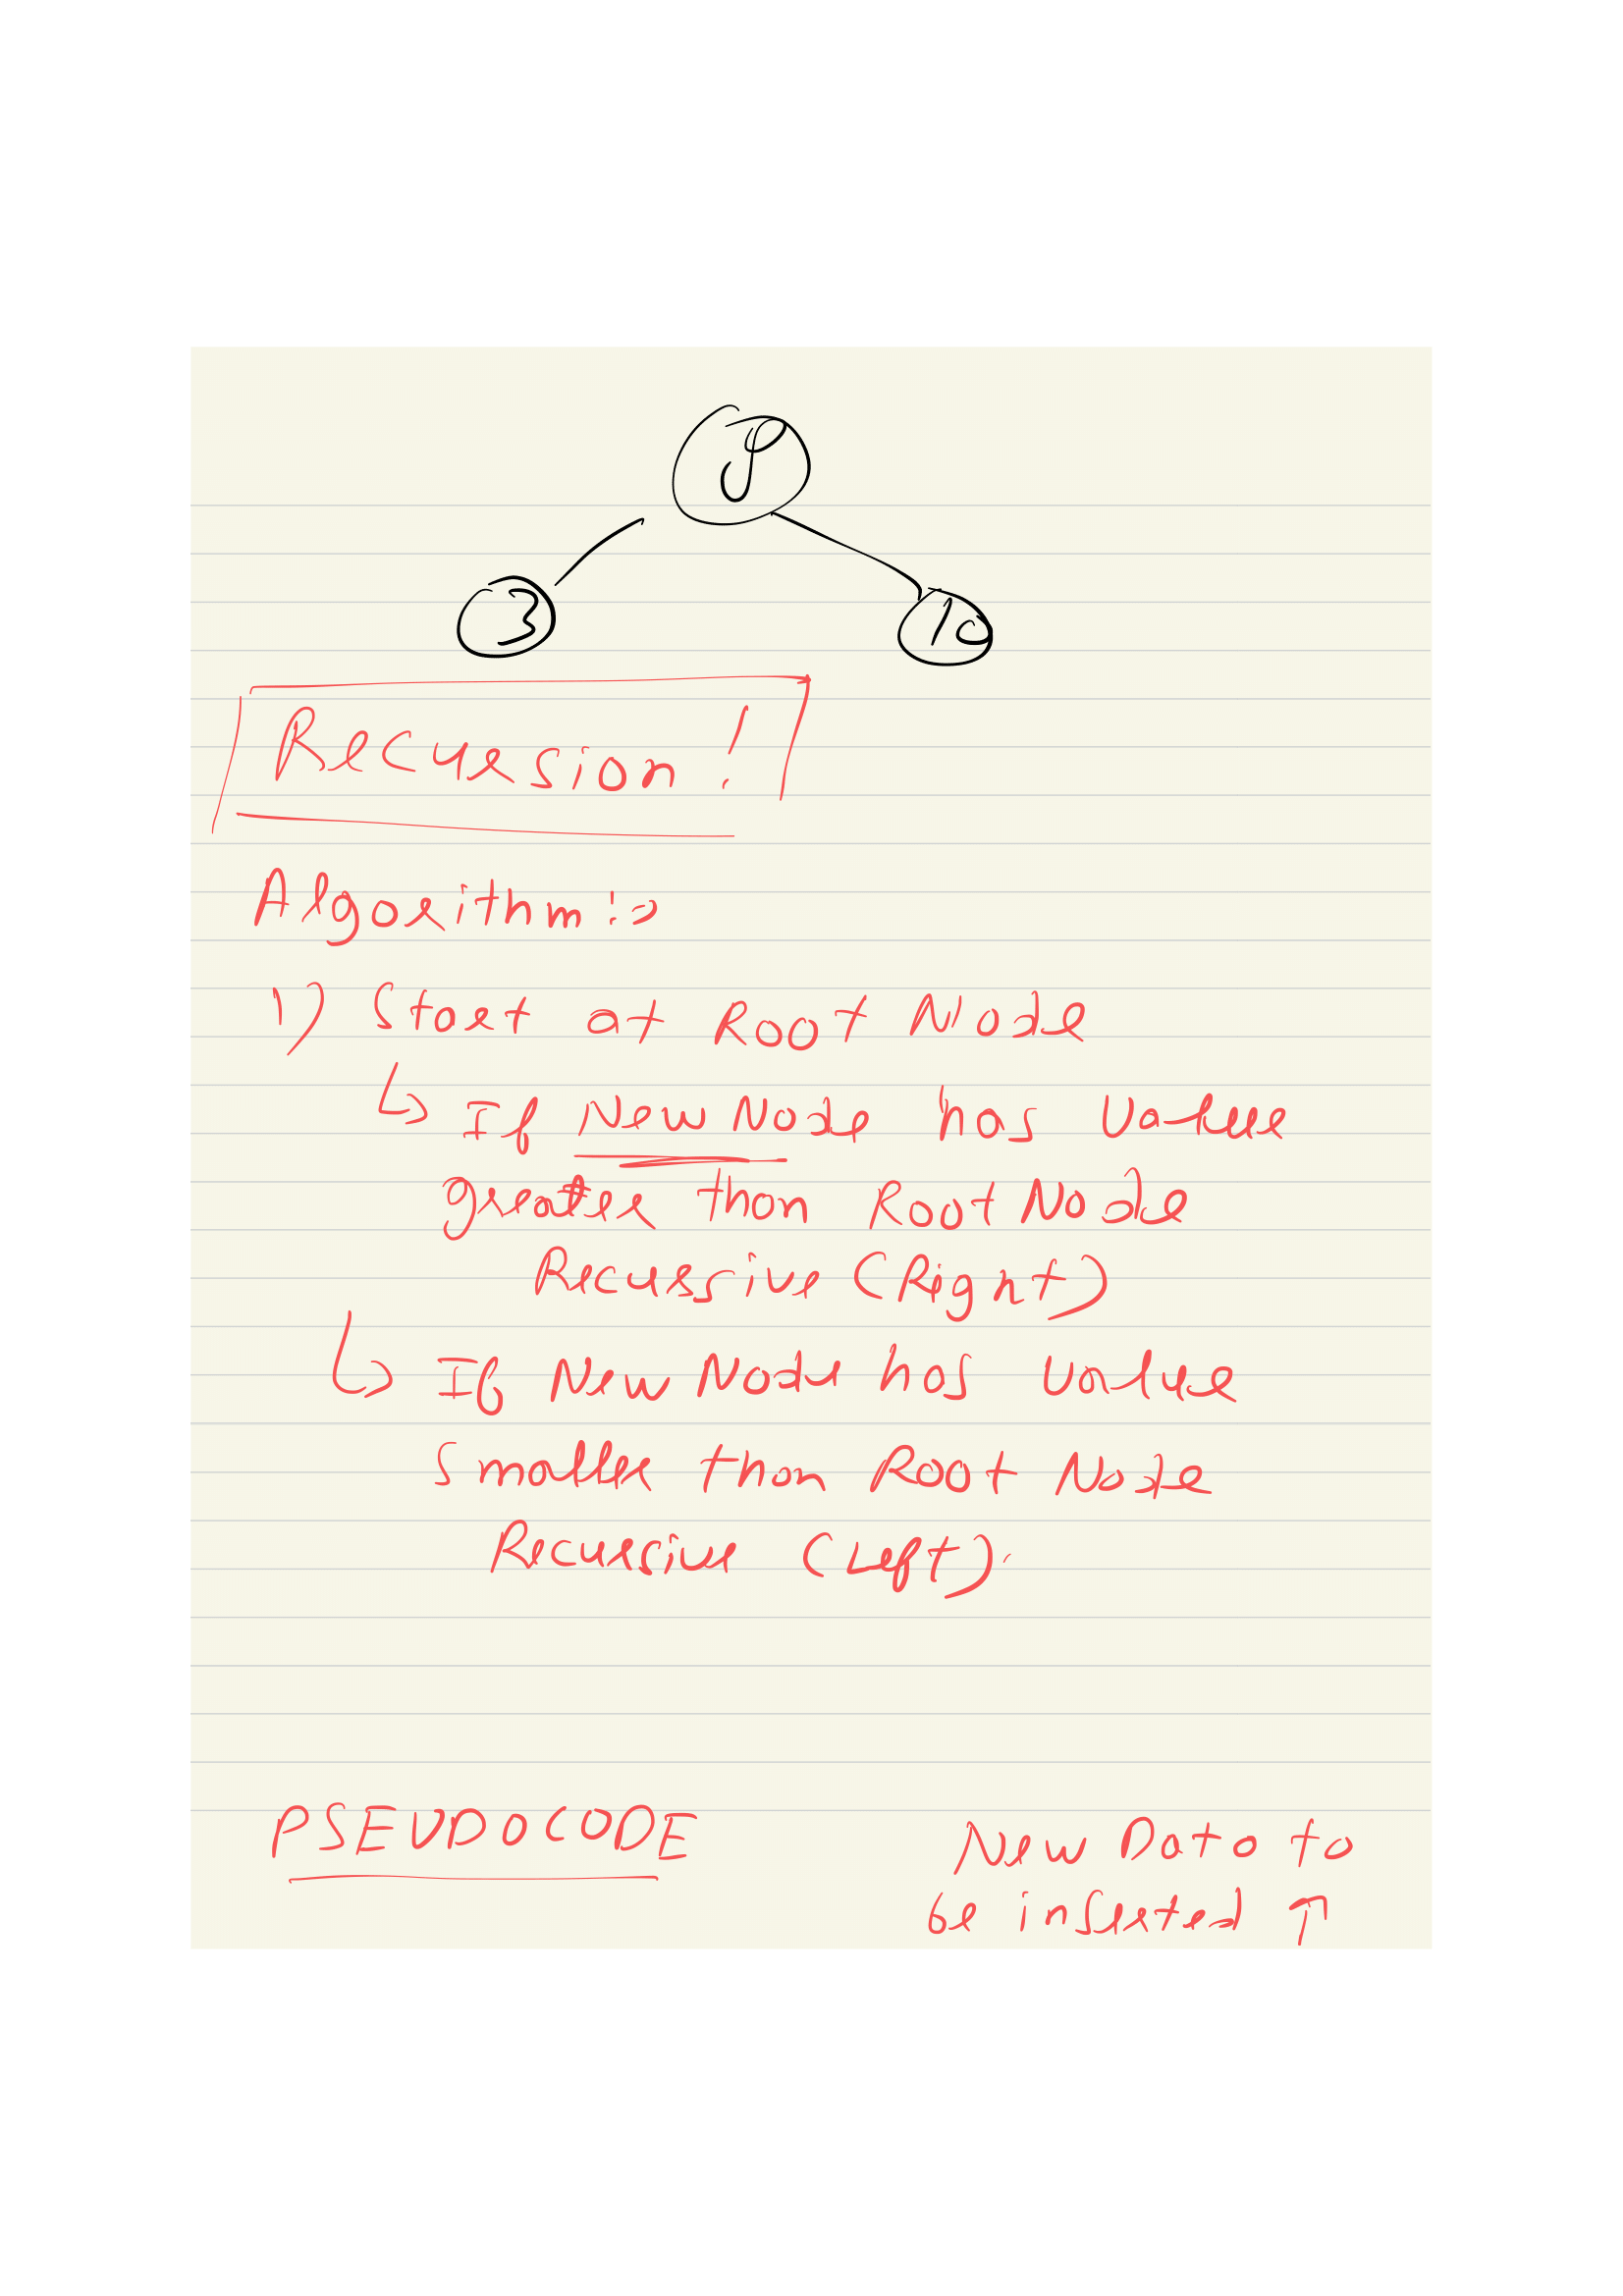 8
3
10
Recursion!
Algorithm:→
1) Start at Root Node
↳ If New Node has value
greater than Root Node
Recursive (Right)
↳ If New Node has value
smaller than Root Node
Recursive (Left).
PSEUDOCODE
New Data to
be inserted ↑